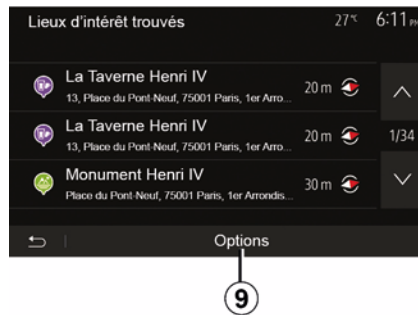 Lieux d'intérêt trouvés 27°C 6:11 PM
La Taverne Henri IV
13, Place du Pont-Neuf, 75001 Paris, 1er Arro...
20 m
La Taverne Henri IV
13, Place du Pont-Neuf, 75001 Paris, 1er Arro...
20 m
1/34
Monument Henri IV
Place du Pont-Neuf, 75001 Paris, 1er Arrondis...
30 m
Options
9